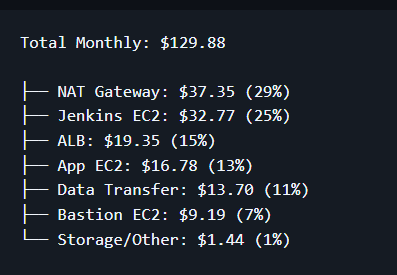 Total Monthly: $129.88
├── NAT Gateway: $37.35 (29%)
├── Jenkins EC2: $32.77 (25%)
├── ALB: $19.35 (15%)
├── App EC2: $16.78 (13%)
├── Data Transfer: $13.70 (11%)
├── Bastion EC2: $9.19 (7%)
└── Storage/Other: $1.44 (1%)